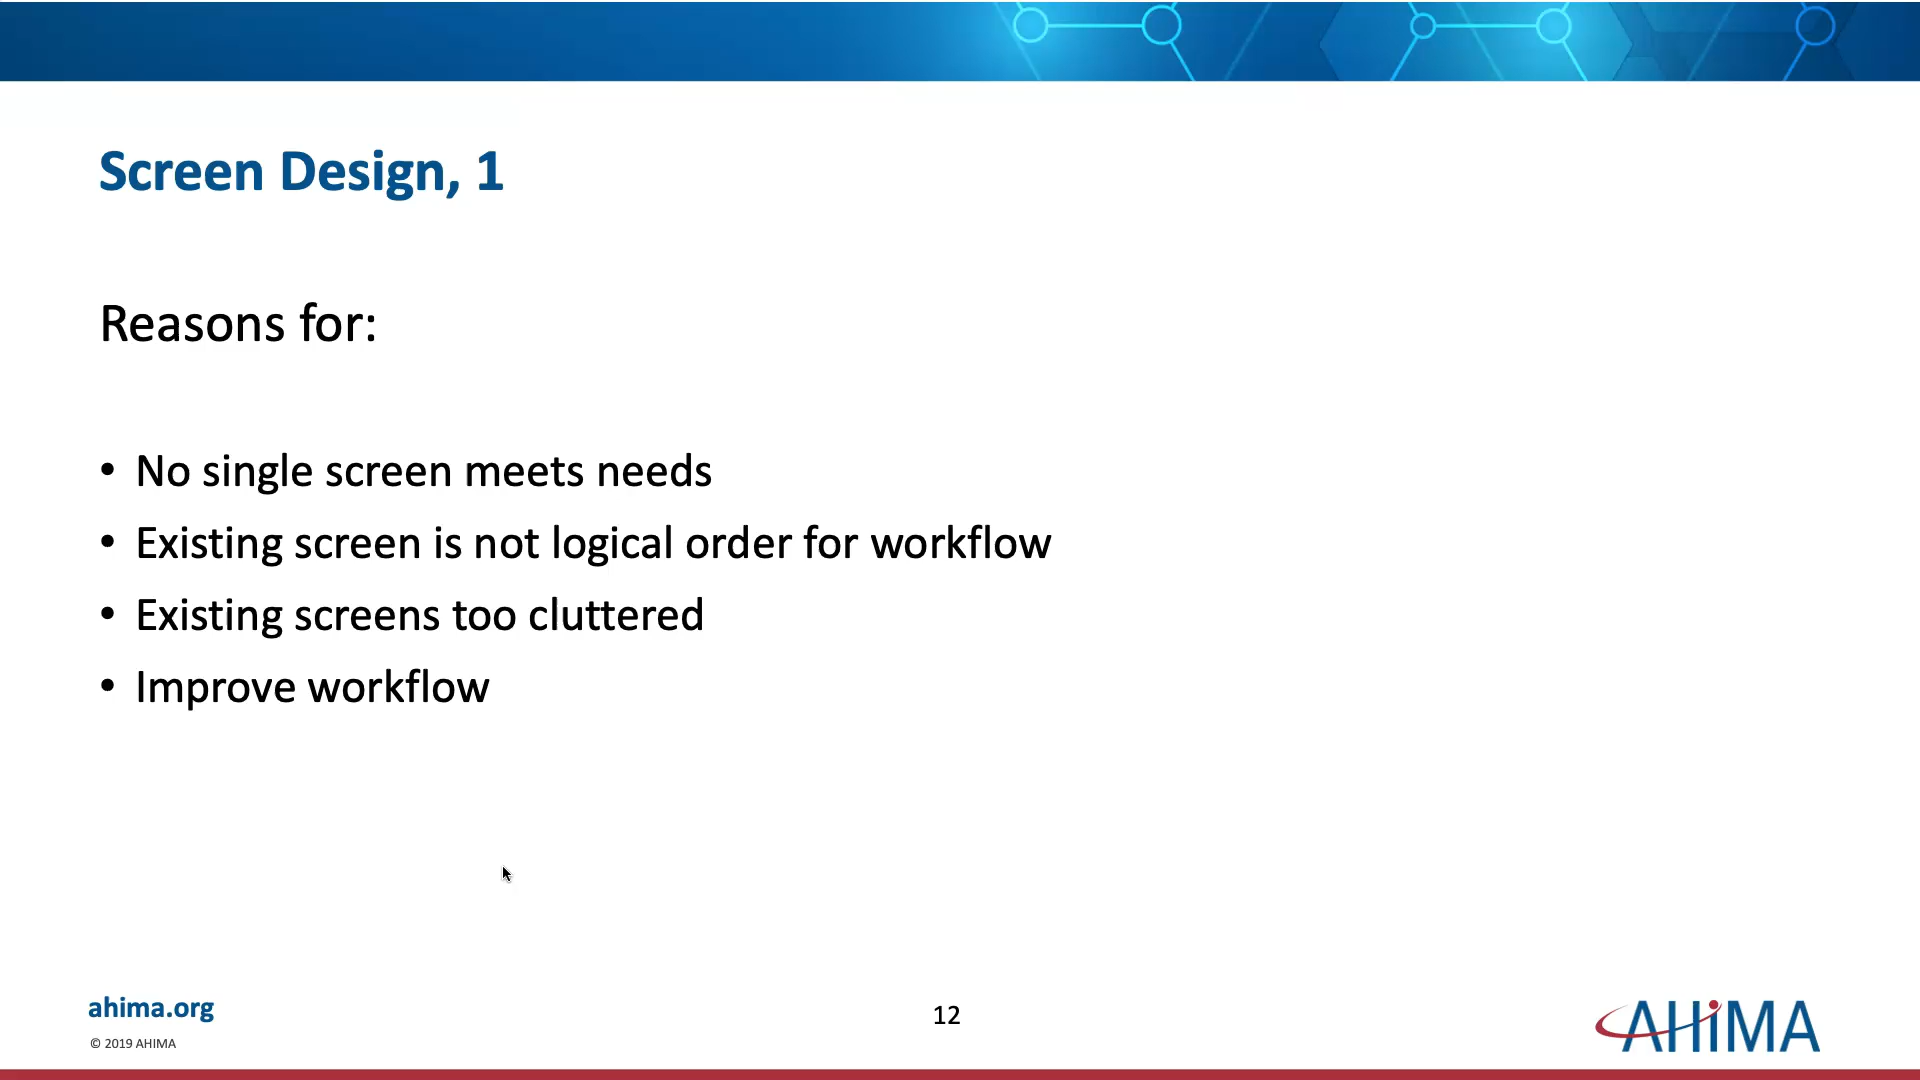 Screen Design, 1
Reasons for:
• No single screen meets needs
• Existing screen is not logical order for workflow
• Existing screens too cluttered
• Improve workflow
ahima.org
12
© 2019 AHIMA
AHiMA